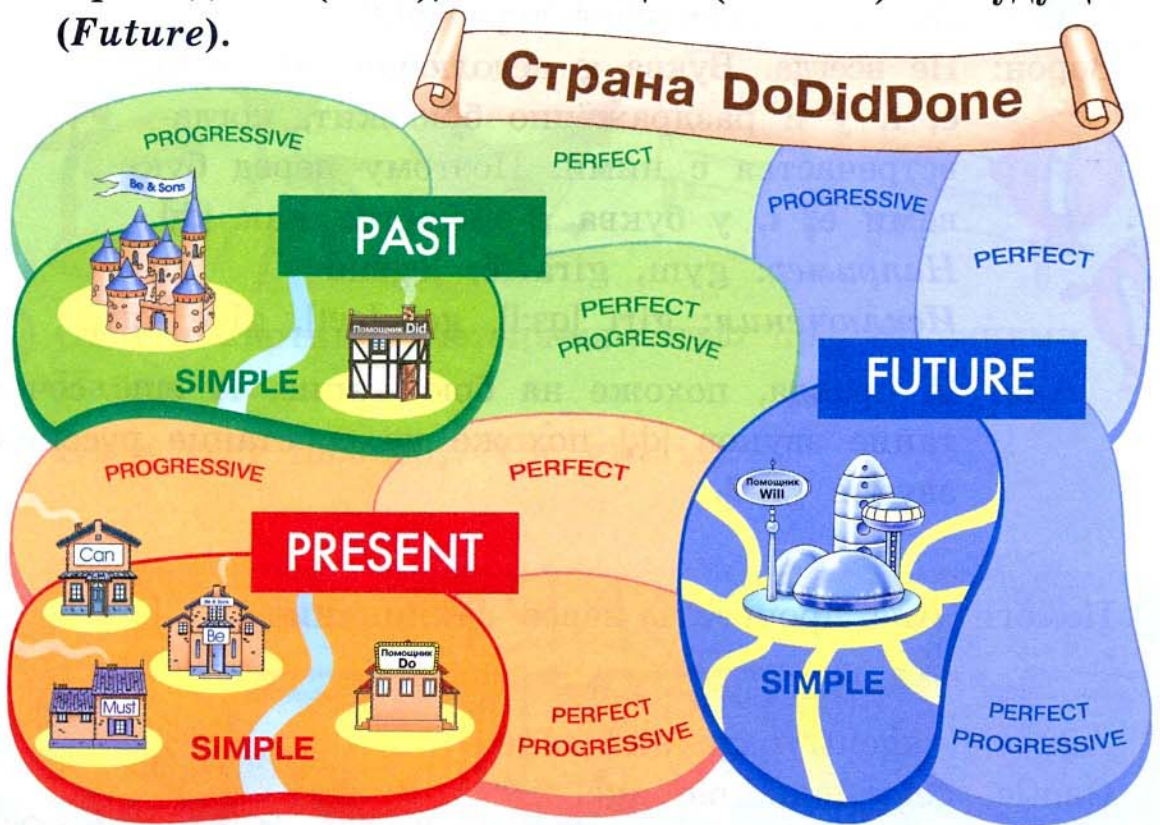 (Future).
Страна DoDidDone
PROGRESSIVE
PERFECT
Be & Sons
PAST
PERFECT
PROGRESSIVE
Помощник Did
SIMPLE
PROGRESSIVE
PERFECT
FUTURE
Помощник
Will
SIMPLE
PERFECT
PROGRESSIVE
PROGRESSIVE
PERFECT
PRESENT
Can
Be & Sons
Be
Must
Помощник
Do
SIMPLE
PERFECT
PROGRESSIVE